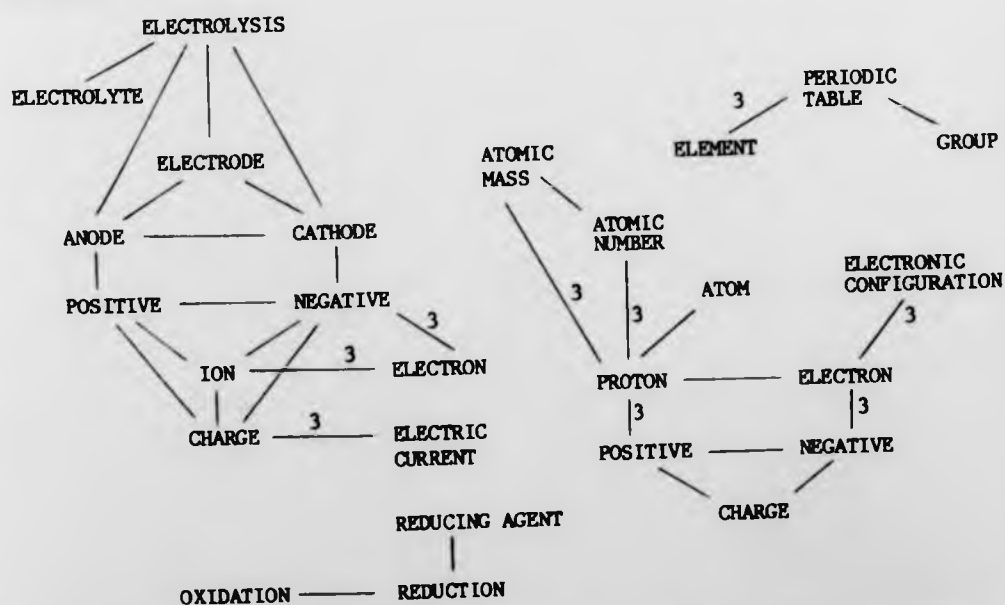 ELECTROLYSIS
ELECTROLYTE
ELECTRODE
ANODE
CATHODE
POSITIVE
NEGATIVE
3
3
ION
ELECTRON
CHARGE
3
ELECTRIC
CURRENT
REDUCING AGENT
OXIDATION
REDUCTION
PERIODIC
TABLE
3
ELEMENT
GROUP
ATOMIC
MASS
ATOMIC
NUMBER
ELECTRONIC
CONFIGURATION
3
3
ATOM
3
PROTON
ELECTRON
3
3
POSITIVE
NEGATIVE
CHARGE